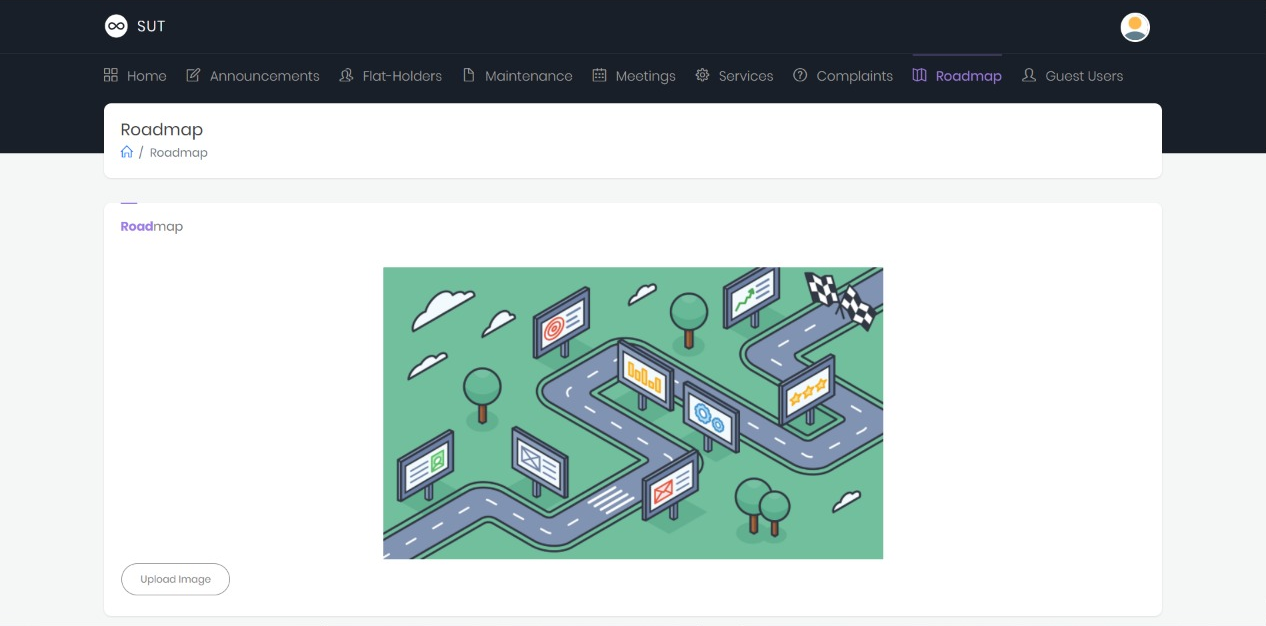 SUT
Home Announcements Flat-Holders Maintenance Meetings Services Complaints Roadmap Guest Users
Roadmap
/ Roadmap
Roadmap
Upload Image